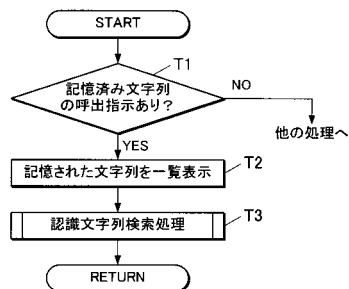 START
T1
記憶済み文字列
の呼出指示あり？
NO
他の処理へ
YES
記憶された文字列を一覧表示
T2
認識文字列検索処理
T3
RETURN